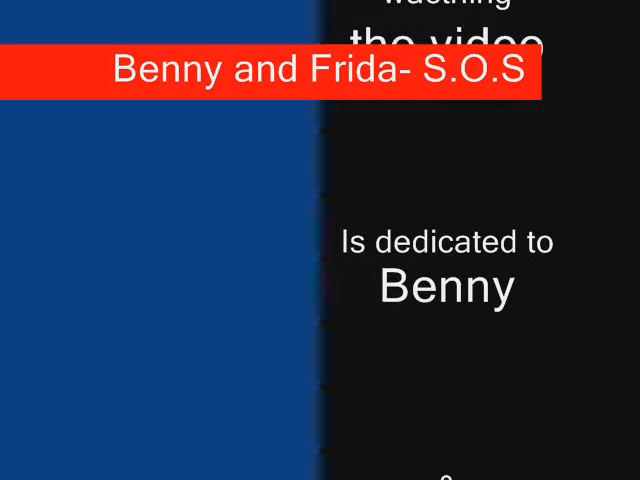 the video
Benny and Frida- S.O.S
Is dedicated to
Benny